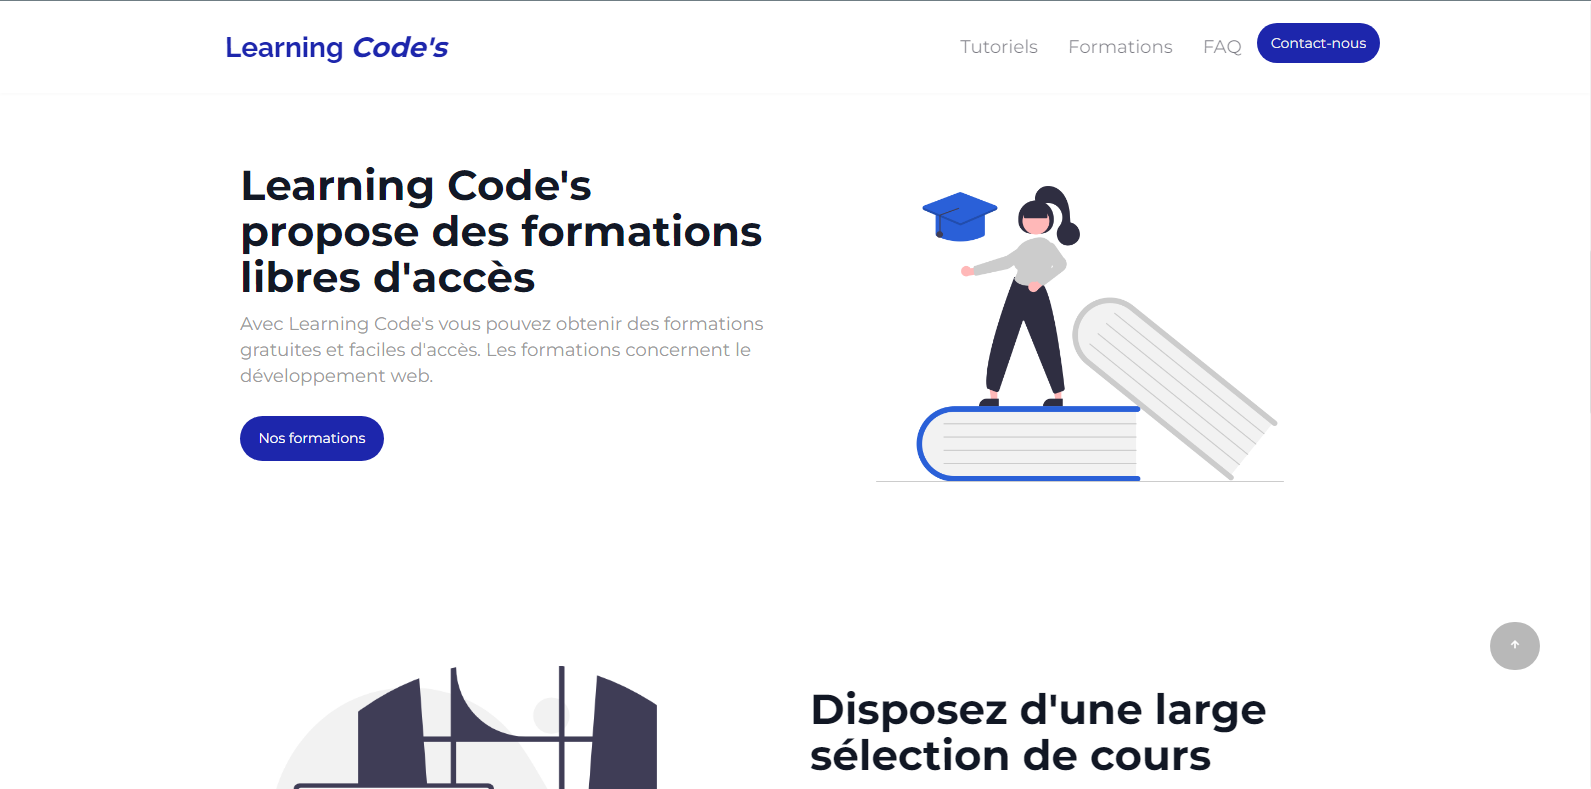 Learning Code's
Tutoriels
Formations
FAQ
Contact-nous
Learning Code's
propose des formations
libres d'accès
Avec Learning Code's vous pouvez obtenir des formations
gratuites et faciles d'accès. Les formations concernent le
développement web.
Nos formations
Disposez d'une large
sélection de cours